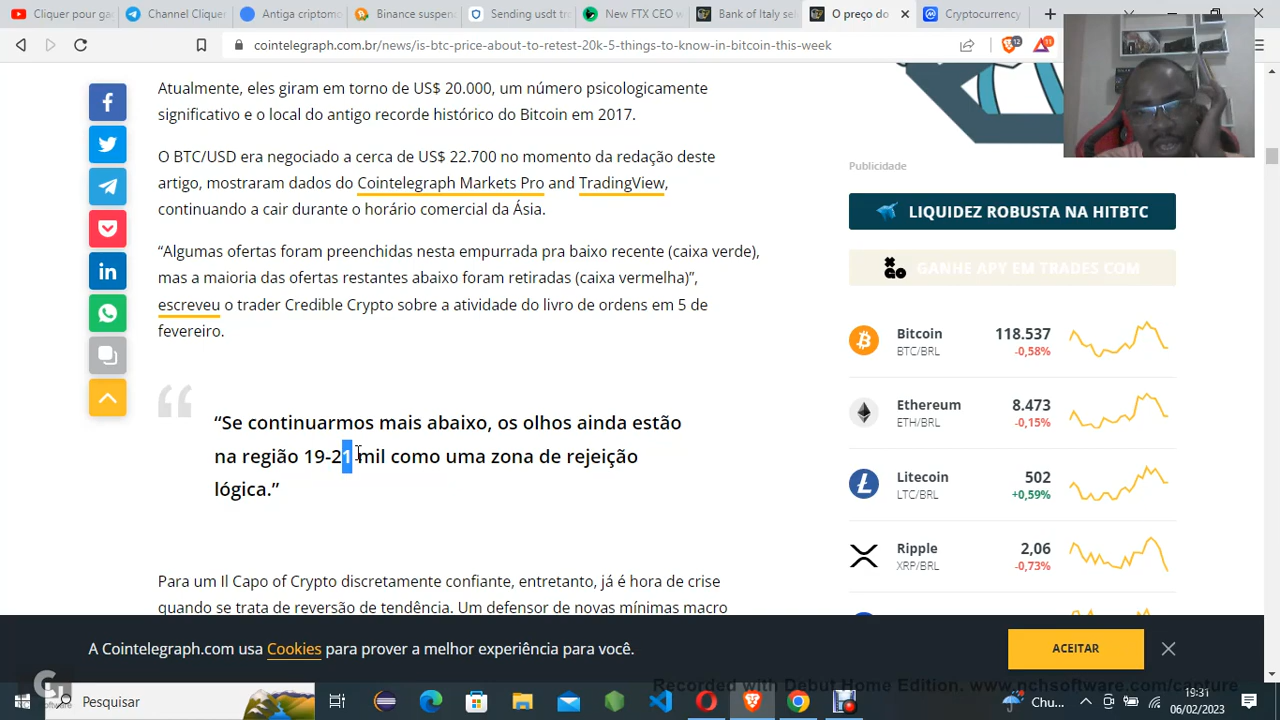 Cliquer pour ga
Telegram
Channel Cliquer
Antiga criptomo
Binance suspen
Sending usdt tr
New FTX CEO w
Bank of Italy sel
O preço do
Cryptocurrency
cointelegraph.com.br/news/is-btc-price-about-to-retest-20k-5-things-to-know-in-bitcoin-this-week
12
Atualmente, eles giram em torno de US$ 20.000, um número psicologicamente
significativo e o local do antigo recorde histórico do Bitcoin em 2017.
O BTC/USD era negociado a cerca de US$ 22.700 no momento da redação deste
artigo, mostraram dados do Cointelegraph Markets Pro and TradingView,
continuando a cair durante o horário comercial da Ásia.
“Algumas ofertas foram preenchidas nesta empurrada pra baixo recente (caixa verde),
mas a maioria das ofertas restantes abaixo foram retiradas (caixa vermelha)”,
escreveu o trader Credible Crypto sobre a atividade do livro de ordens em 5 de
fevereiro.
“Se continuarmos mais abaixo, os olhos ainda estão
na região 19-21 mil como uma zona de rejeição
lógica.”
Para um Il Capo of Crypto discretamente confiante, entretanto, já é hora de crise
quando se trata de reversão de tendência. Um defensor de novas mínimas macro
Publicidade
LIQUIDEZ ROBUSTA NA HITBTC
GANHE APY EM TRADES COM
Bitcoin 118.537
BTC/BRL -0,58%
Ethereum 8.473
ETH/BRL -0,15%
Litecoin 502
LTC/BRL +0,59%
Ripple 2,06
XRP/BRL -0,73%
A Cointelegraph.com usa Cookies para prover a melhor experiência para você.
ACEITAR
Recorded with Debut Home Edition. www.nchsoftware.com/capture
Pesquisar
Chu...
19:31
06/02/2023